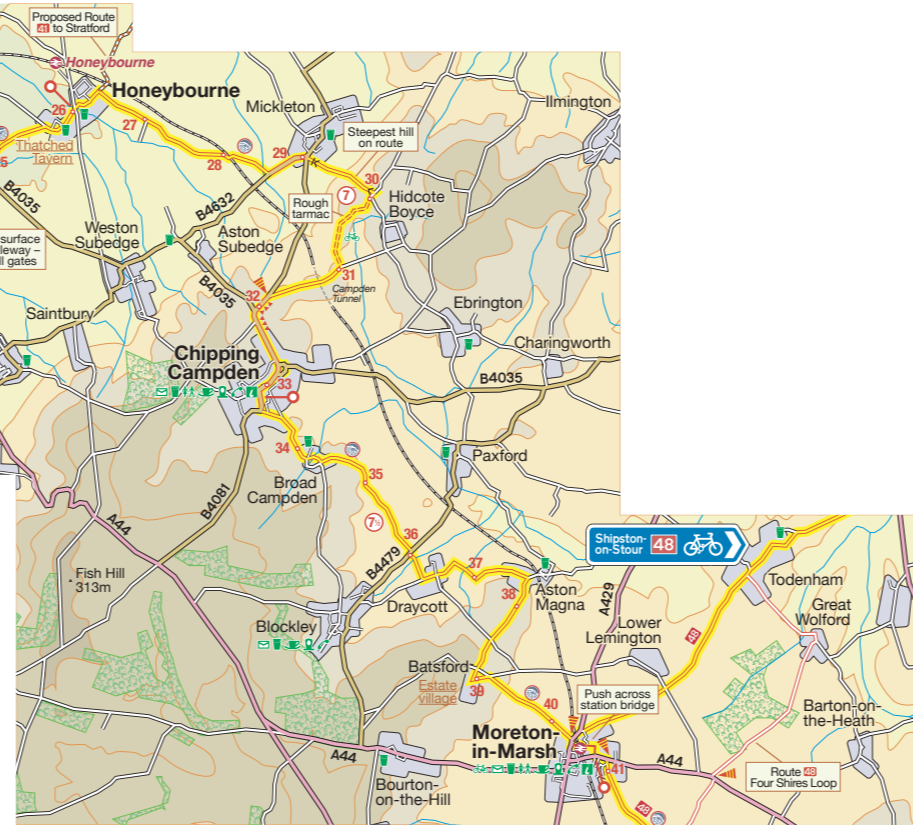 Proposed Route
41 to Stratford
Honeybourne
Honeybourne
Mickleton
Ilmington
26
27
Thatched
Tavern
5
28
29
Steepest hill
on route
30
7
Hidcote
Boyce
B4035
B4632
Rough
tarmac
Weston
Subedge
Aston
Subedge
surface
leway –
ll gates
B4035
31
Campden
Tunnel
32
Saintbury
Ebrington
Charingworth
Chipping
Campden
33
B4035
34
Broad
Campden
35
Paxford
B4081
A44
7½
36
Shipston-
on-Stour 48
B4479
37
Fish Hill
313m
38
Aston
Magna
A429
Todenham
Draycott
Great
Wolford
Blockley
Lower
Lemington
48
Batsford
Estate
village
39
Push across
station bridge
40
Barton-on-
the-Heath
Moreton-
in-Marsh
A44
A44
41
Route 48
Four Shires Loop
Bourton-
on-the-Hill
48